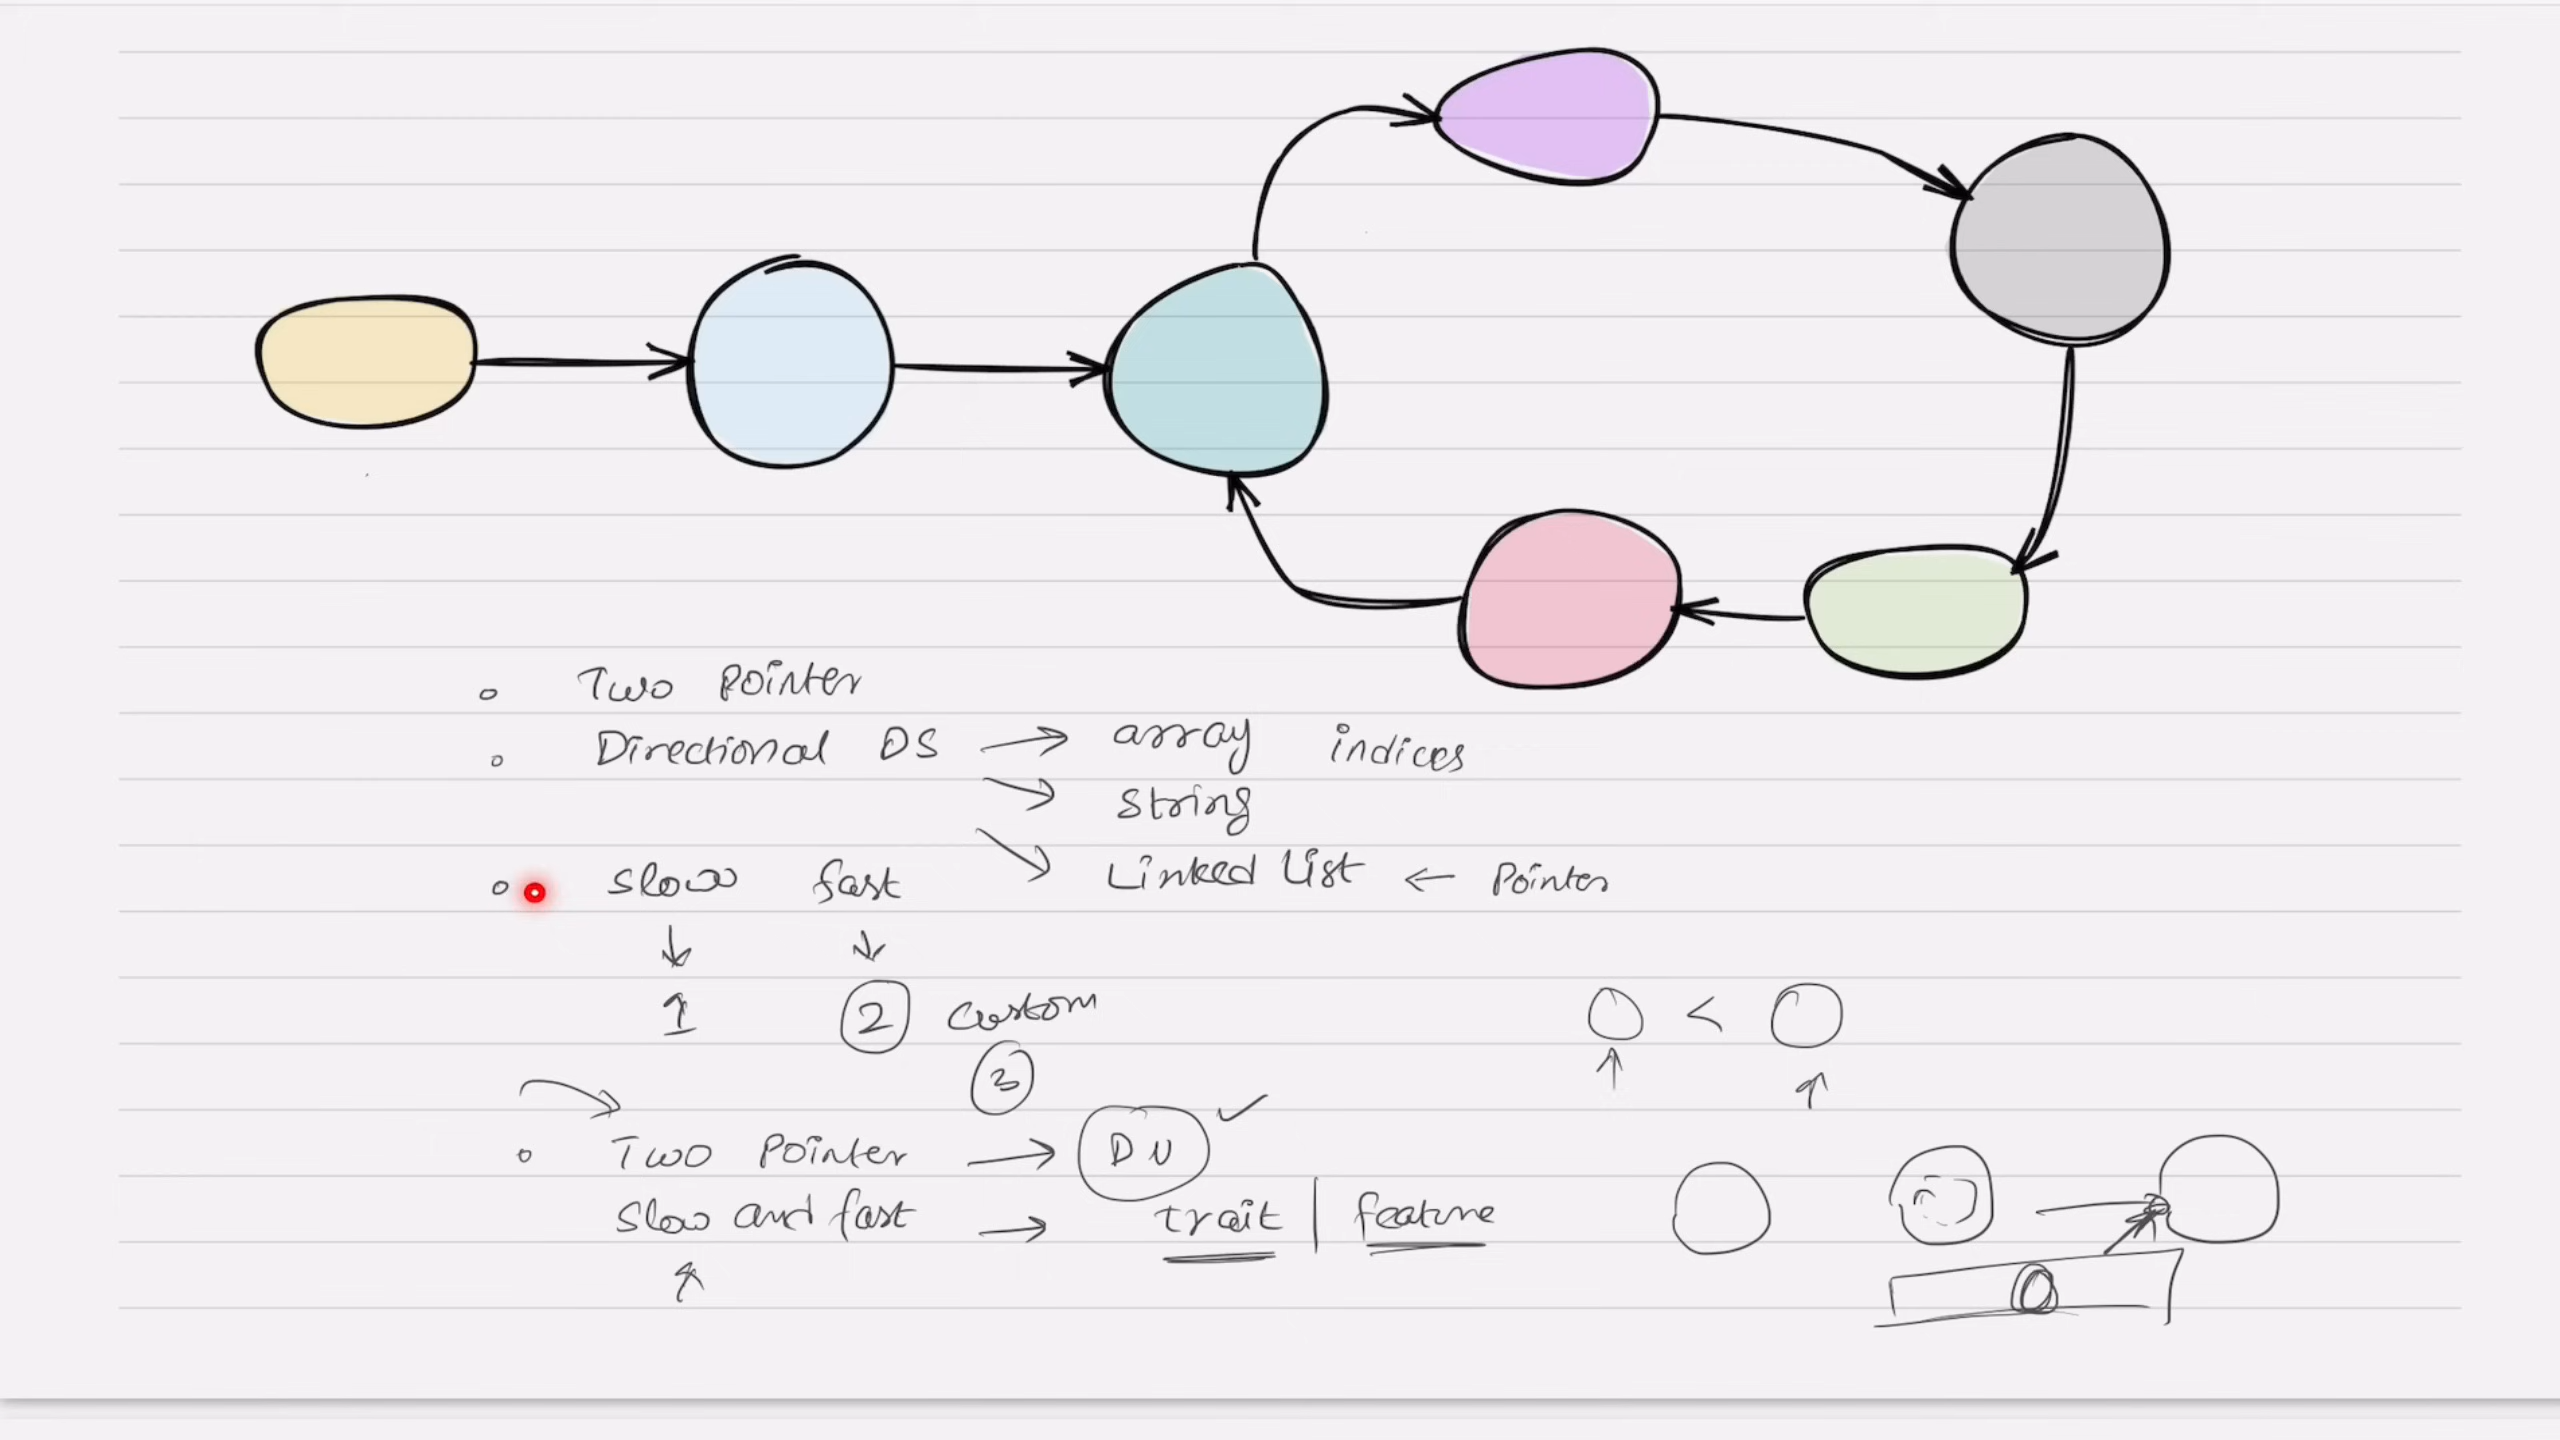 Two Pointer
Directional DS → array indices
→ String
→ Linked List ← Pointer
Slow fast
↓ ↓
1 2 custom
3
<
Two Pointer →
Slow and fast → trait | feature